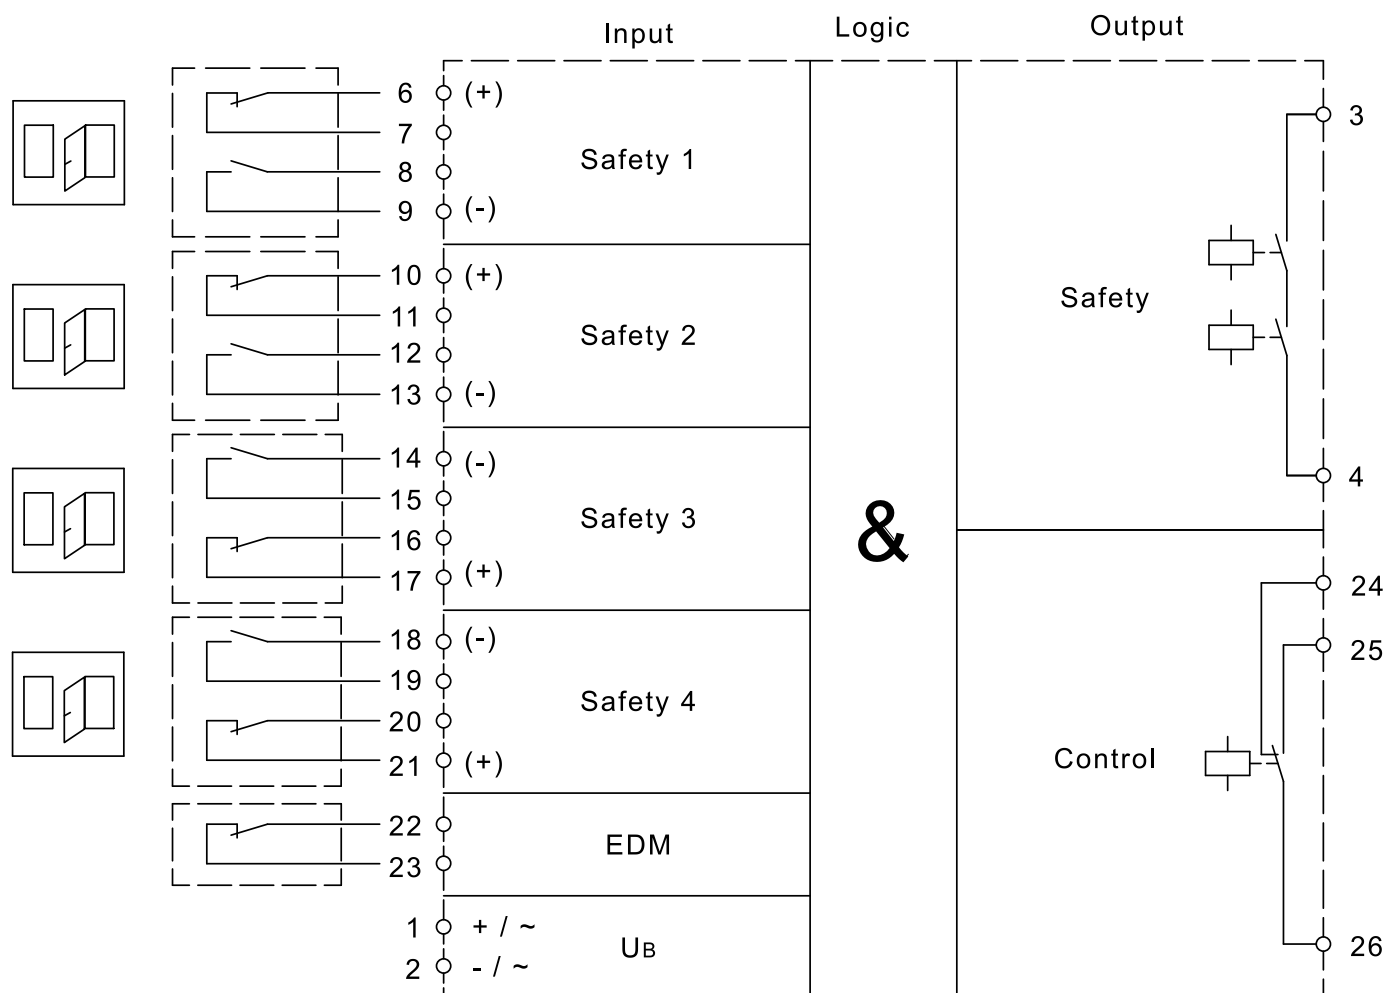 Input Logic Output
6 (+)
7
Safety 1
8
9 (-)
3
10 (+)
11
Safety 2
12
13 (-)
Safety
4
14 (-)
15
Safety 3
16
17 (+)
&
18 (-)
19
Safety 4
20
21 (+)
24
25
Control
22
EDM
23
1 + / ~
UB
2 - / ~
26